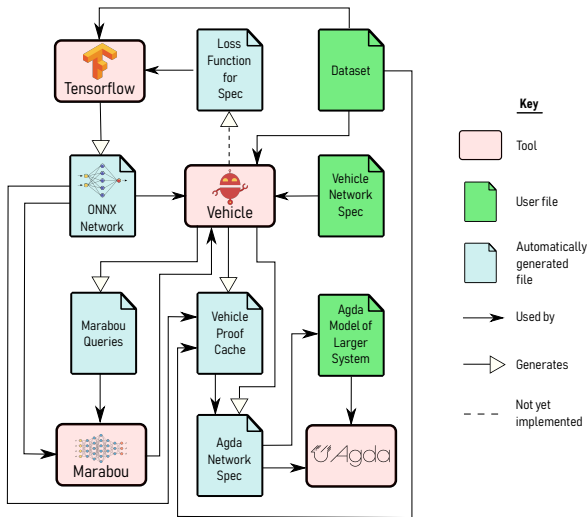 Loss
Function
for
Spec
Dataset
Tensorflow
Key
Tool
ONNX
Network
Vehicle
Vehicle
Network
Spec
User file
Automatically
generated
file
Marabou
Queries
Vehicle
Proof
Cache
Agda
Model of
Larger
System
Used by
Generates
Not yet
implemented
Marabou
Agda
Network
Spec
Agda